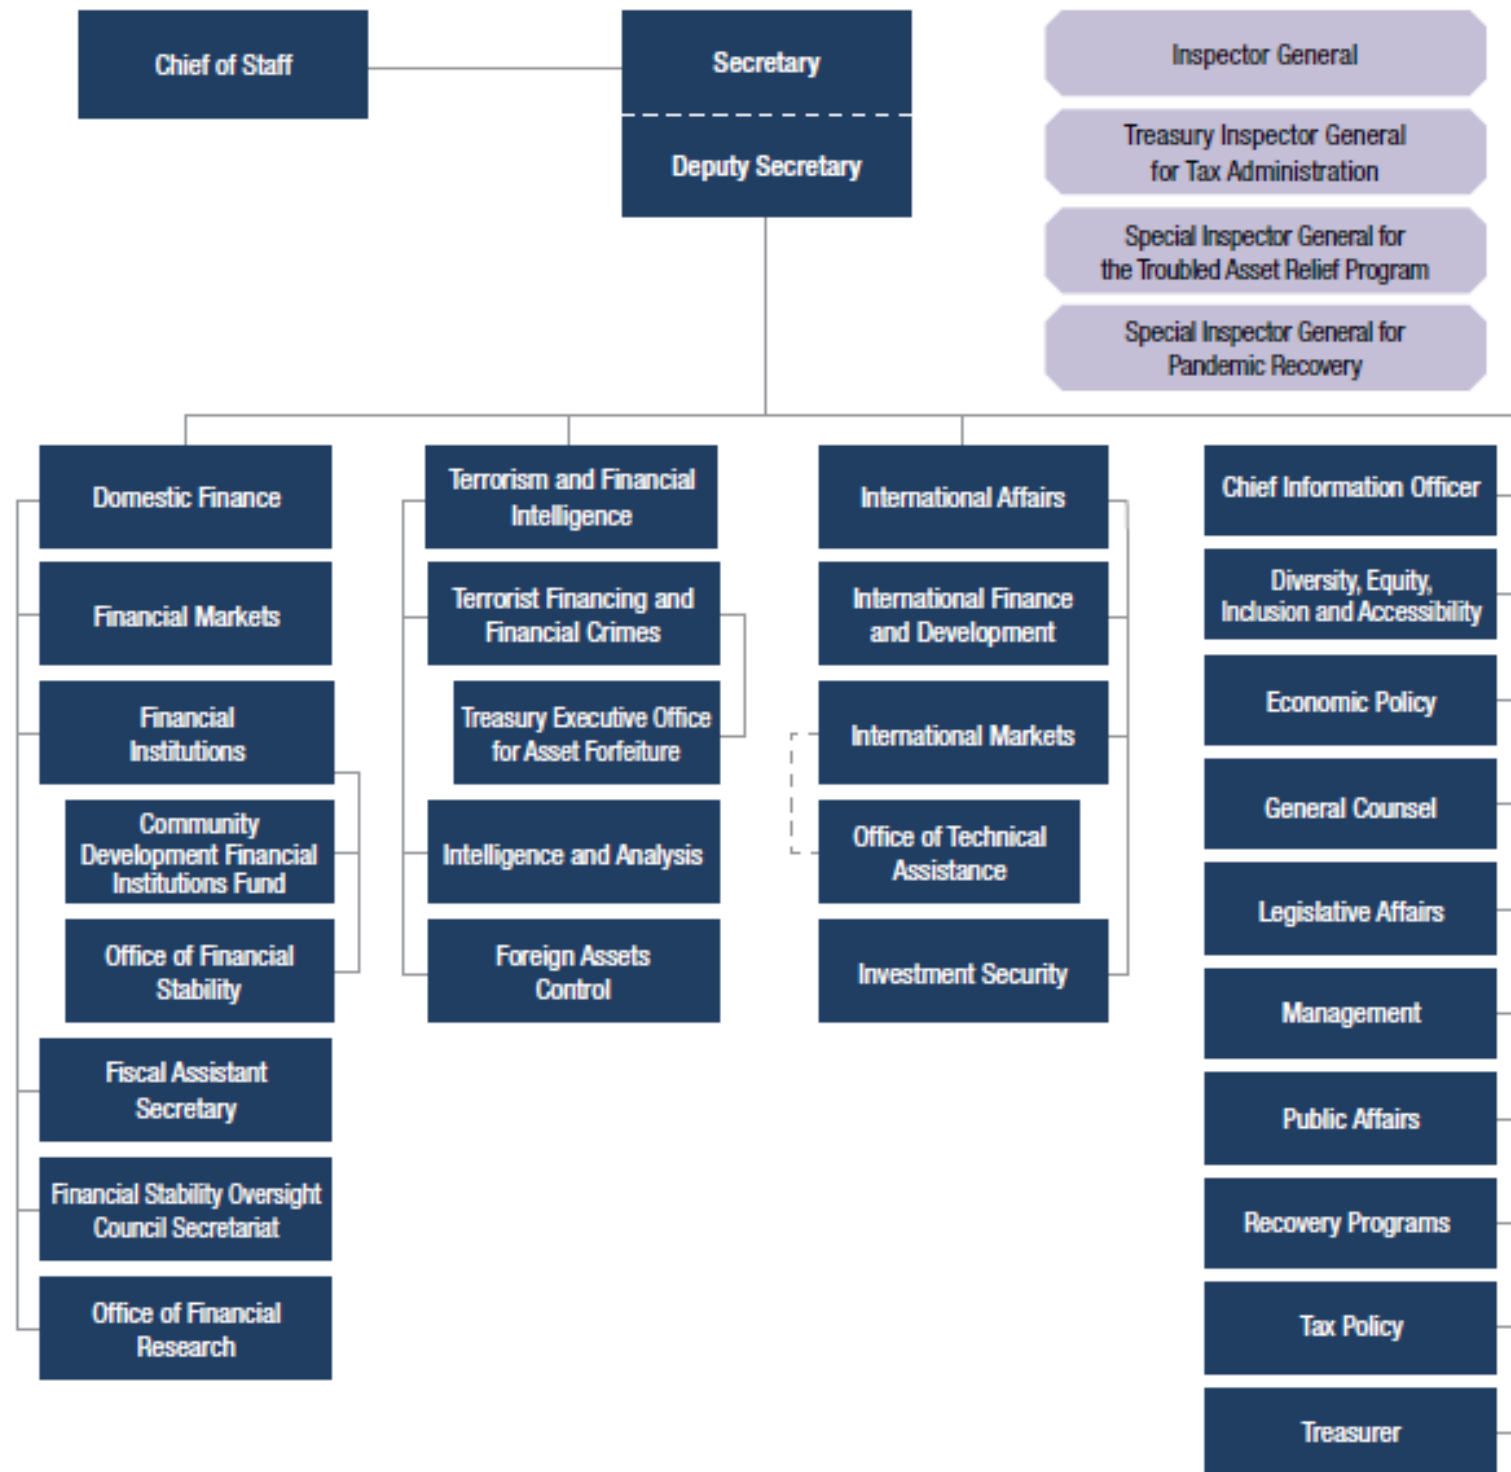 Chief of Staff
Secretary
Deputy Secretary
Inspector General
Treasury Inspector General
for Tax Administration
Special Inspector General for
the Troubled Asset Relief Program
Special Inspector General for
Pandemic Recovery
Domestic Finance
Financial Markets
Financial
Institutions
Community
Development Financial
Institutions Fund
Office of Financial
Stability
Fiscal Assistant
Secretary
Financial Stability Oversight
Council Secretariat
Office of Financial
Research
Terrorism and Financial
Intelligence
Terrorist Financing and
Financial Crimes
Treasury Executive Office
for Asset Forfeiture
Intelligence and Analysis
Foreign Assets
Control
International Affairs
International Finance
and Development
International Markets
Office of Technical
Assistance
Investment Security
Chief Information Officer
Diversity, Equity,
Inclusion and Accessibility
Economic Policy
General Counsel
Legislative Affairs
Management
Public Affairs
Recovery Programs
Tax Policy
Treasurer